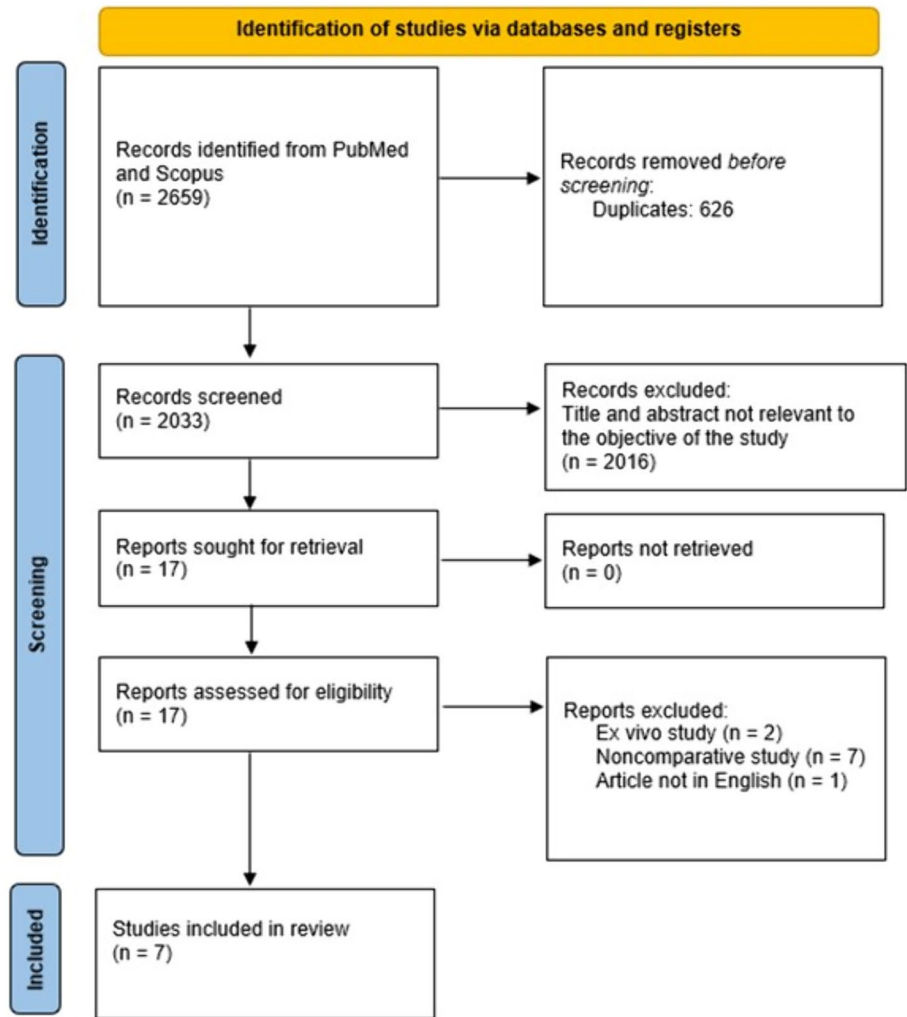 Identification of studies via databases and registers
Identification
Records identified from PubMed
and Scopus
(n = 2659)
Records removed before
screening:
Duplicates: 626
Screening
Records screened
(n = 2033)
Records excluded:
Title and abstract not relevant to
the objective of the study
(n = 2016)
Reports sought for retrieval
(n = 17)
Reports not retrieved
(n = 0)
Reports assessed for eligibility
(n = 17)
Reports excluded:
Ex vivo study (n = 2)
Noncomparative study (n = 7)
Article not in English (n = 1)
Included
Studies included in review
(n = 7)